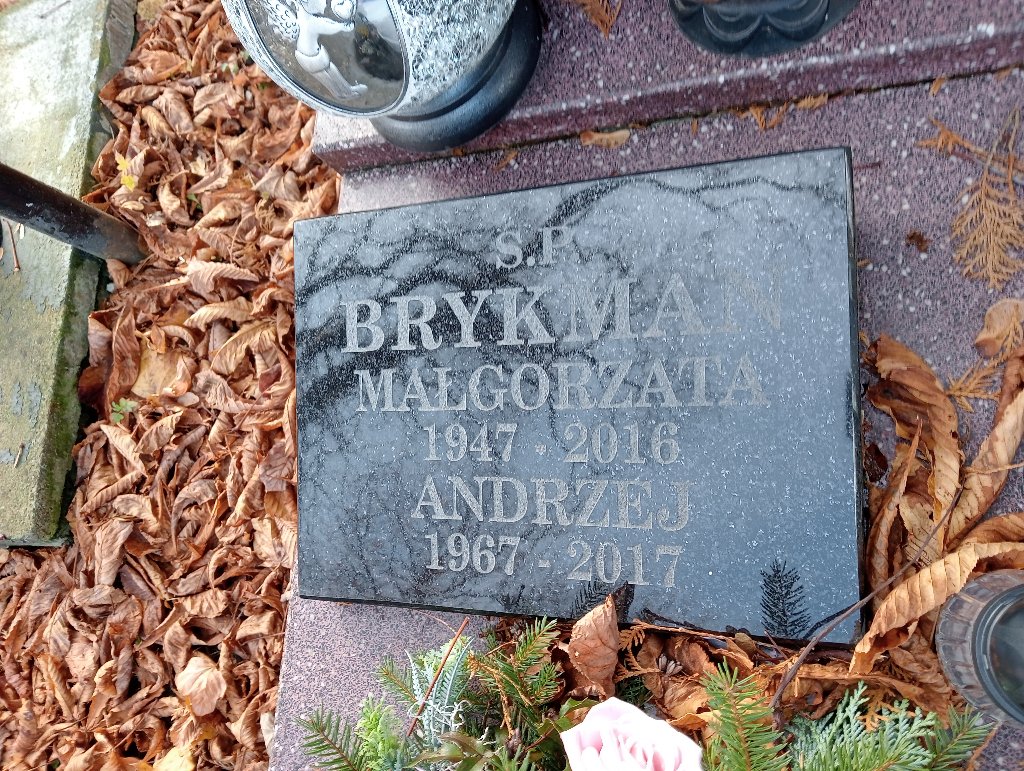 Ś.P.
BRYKMAN
MAŁGORZATA
1947 - 2016
ANDRZEJ
1967 - 2017